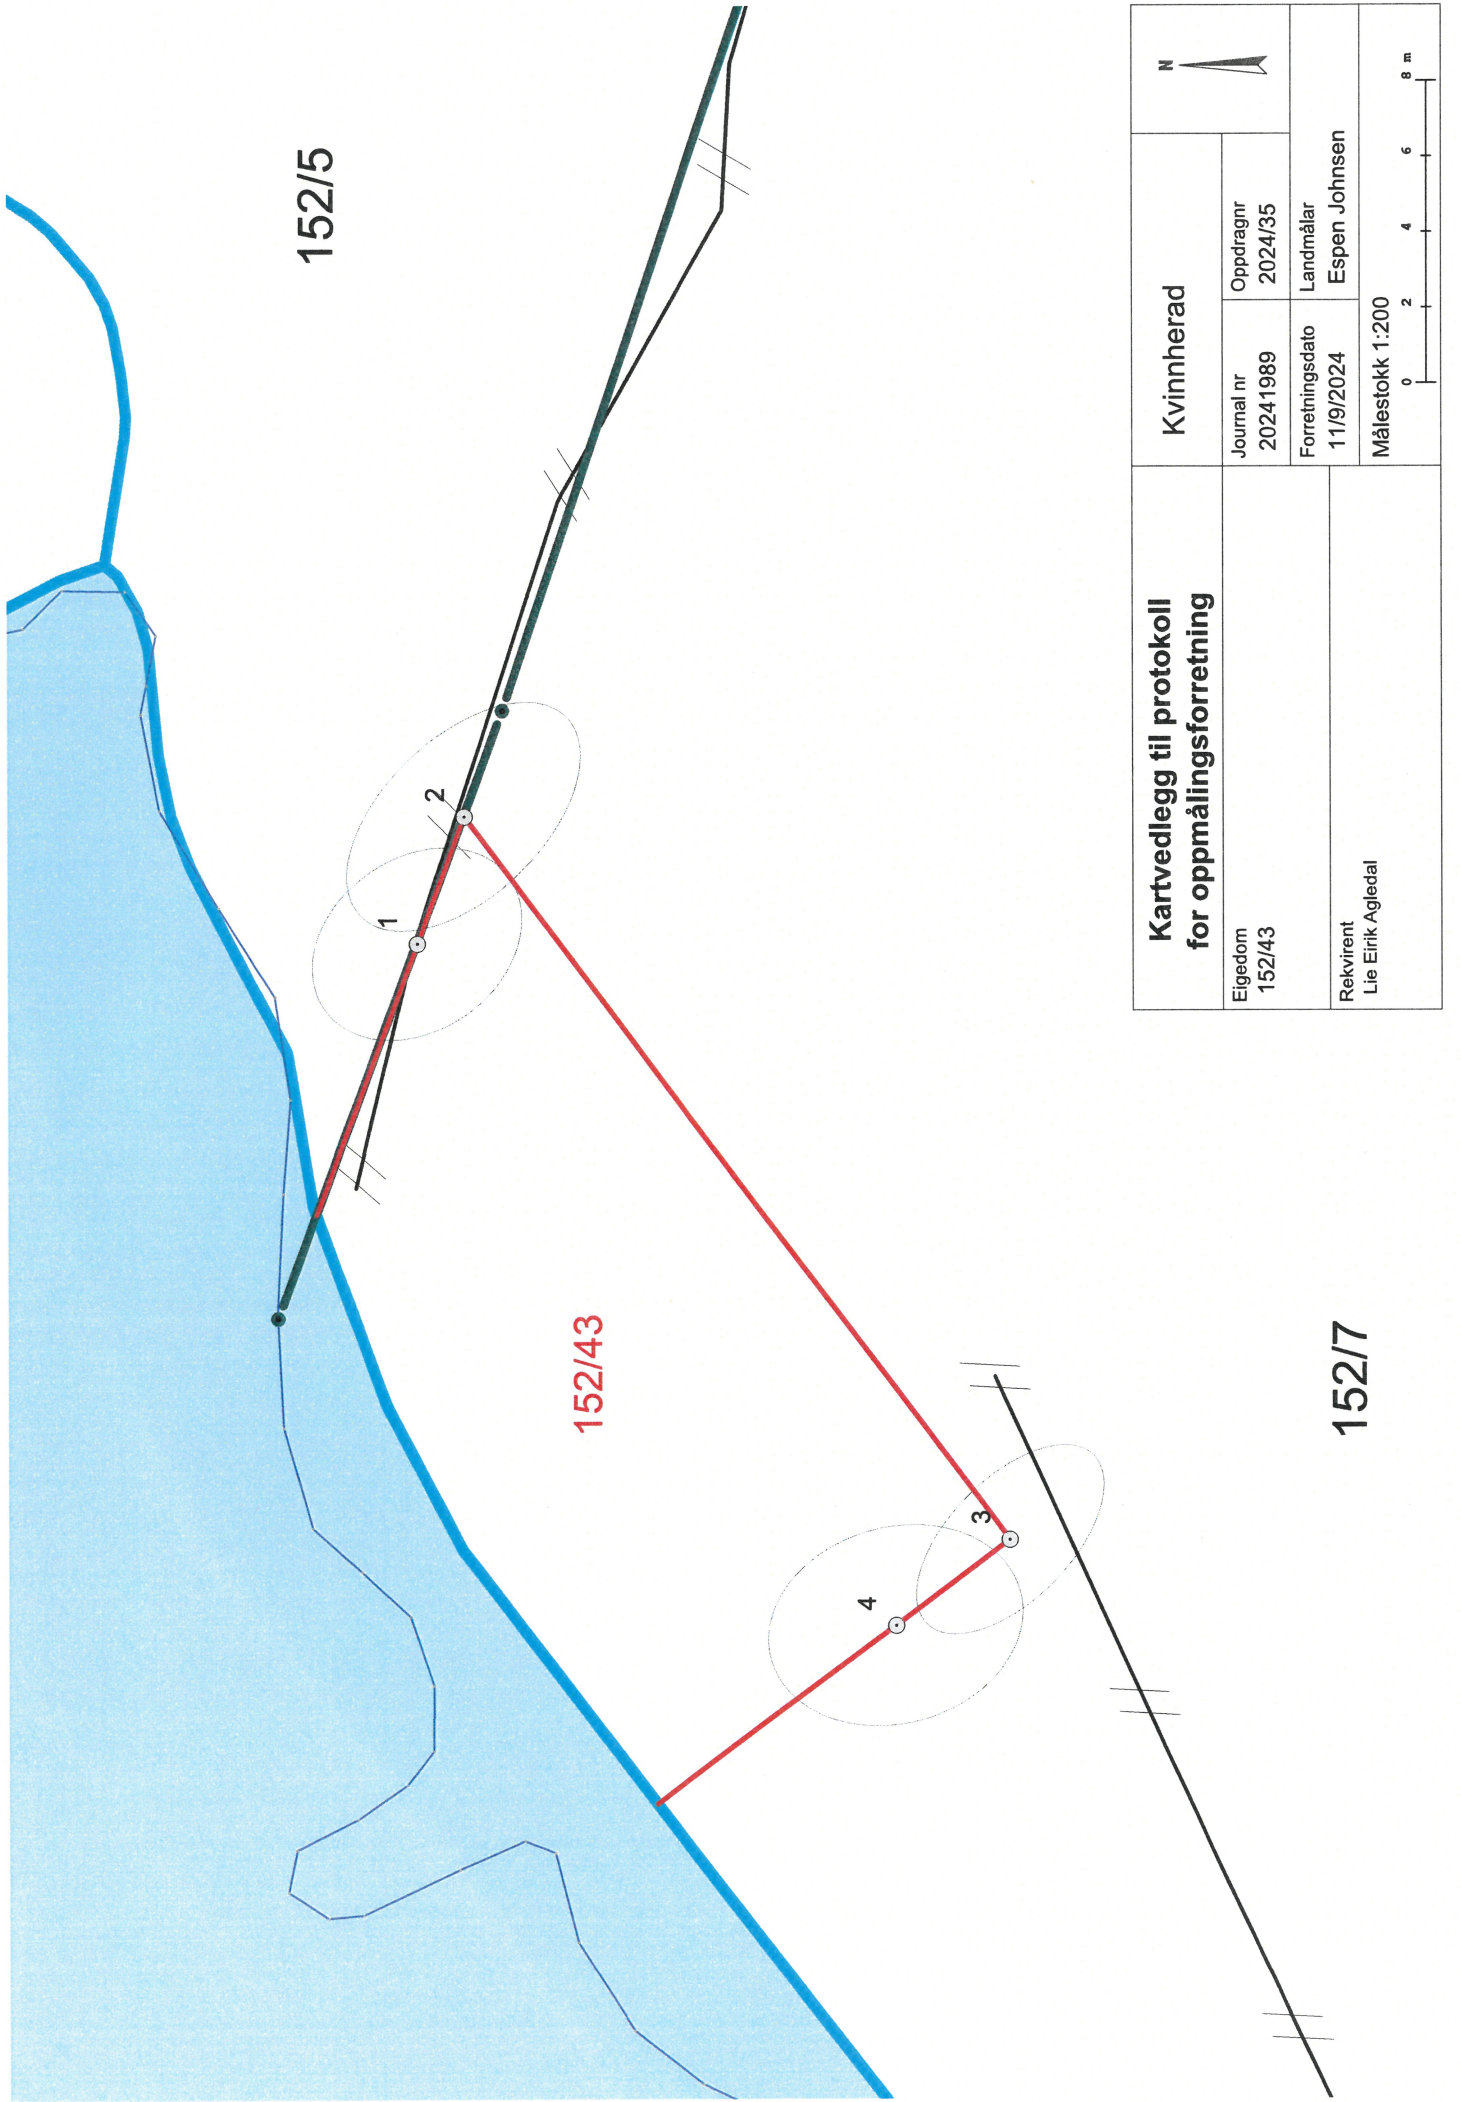 152/5
2
1
152/43
3
4
152/7
Kartvedlegg til protokoll
for oppmålingsforretning
Kvinnherad
N
Eigedom
152/43
Journal nr
20241989
Oppdragnr
2024/35
Forretningsdato
11/9/2024
Landmålar
Espen Johnsen
Rekvirent
Lie Eirik Agledal
Målestokk 1:200
0 2 4 6 8 m